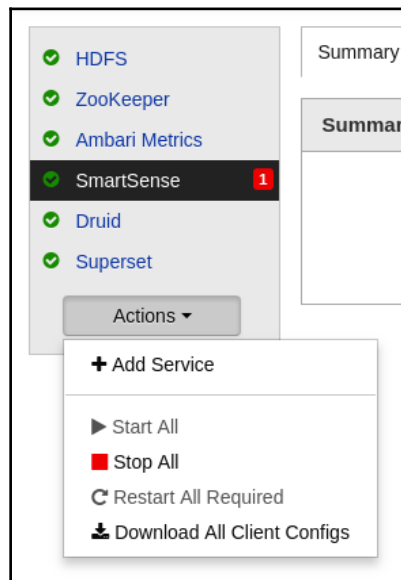 HDFS
ZooKeeper
Ambari Metrics
SmartSense 1
Druid
Superset
Actions
Add Service
Start All
Stop All
Restart All Required
Download All Client Configs
Summary
Summar